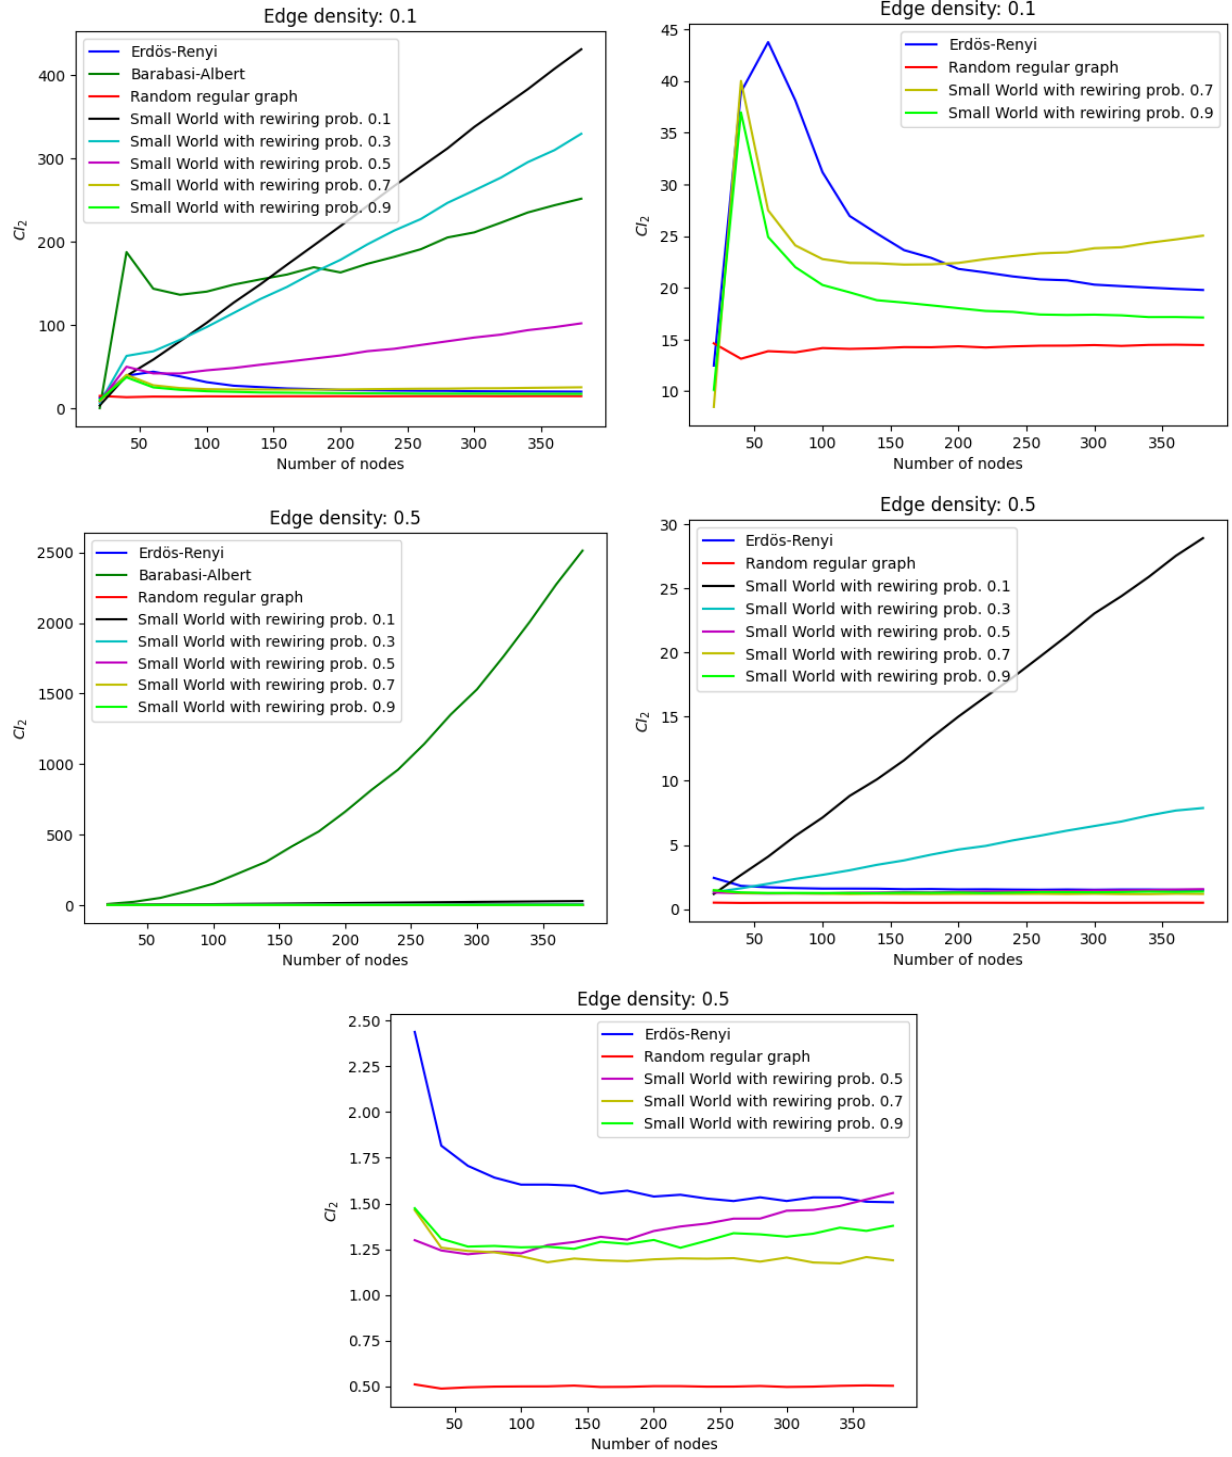 Edge density: 0.1
Erdös-Renyi
Barabasi-Albert
Random regular graph
Small World with rewiring prob. 0.1
Small World with rewiring prob. 0.3
Small World with rewiring prob. 0.5
Small World with rewiring prob. 0.7
Small World with rewiring prob. 0.9
400
300
200
100
0
CI₂
50 100 150 200 250 300 350
Number of nodes
Edge density: 0.1
Erdös-Renyi
Random regular graph
Small World with rewiring prob. 0.7
Small World with rewiring prob. 0.9
45
40
35
30
25
20
15
10
CI₂
50 100 150 200 250 300 350
Number of nodes
Edge density: 0.5
Erdös-Renyi
Barabasi-Albert
Random regular graph
Small World with rewiring prob. 0.1
Small World with rewiring prob. 0.3
Small World with rewiring prob. 0.5
Small World with rewiring prob. 0.7
Small World with rewiring prob. 0.9
2500
2000
1500
1000
500
0
CI₂
50 100 150 200 250 300 350
Number of nodes
Edge density: 0.5
Erdös-Renyi
Random regular graph
Small World with rewiring prob. 0.1
Small World with rewiring prob. 0.3
Small World with rewiring prob. 0.5
Small World with rewiring prob. 0.7
Small World with rewiring prob. 0.9
30
25
20
15
10
5
0
CI₂
50 100 150 200 250 300 350
Number of nodes
Edge density: 0.5
Erdös-Renyi
Random regular graph
Small World with rewiring prob. 0.5
Small World with rewiring prob. 0.7
Small World with rewiring prob. 0.9
2.50
2.25
2.00
1.75
1.50
1.25
1.00
0.75
0.50
CI₂
50 100 150 200 250 300 350
Number of nodes